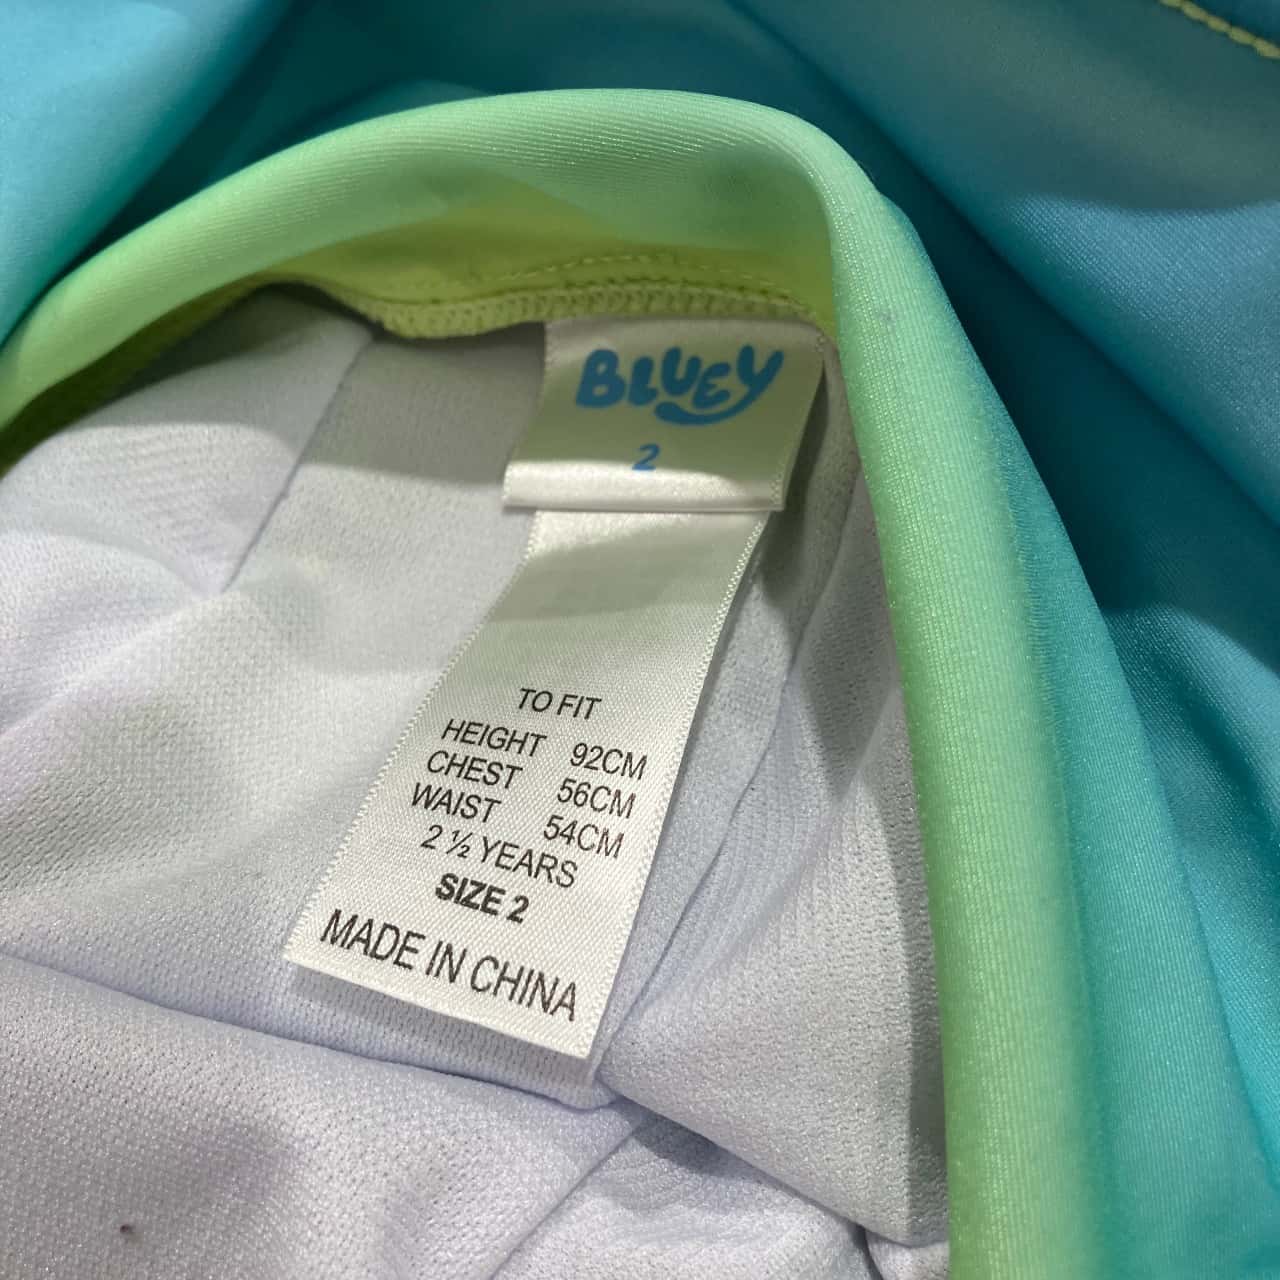 BLUEY
2
TO FIT
HEIGHT 92CM
CHEST 56CM
WAIST 54CM
2 ½ YEARS
SIZE 2
MADE IN CHINA